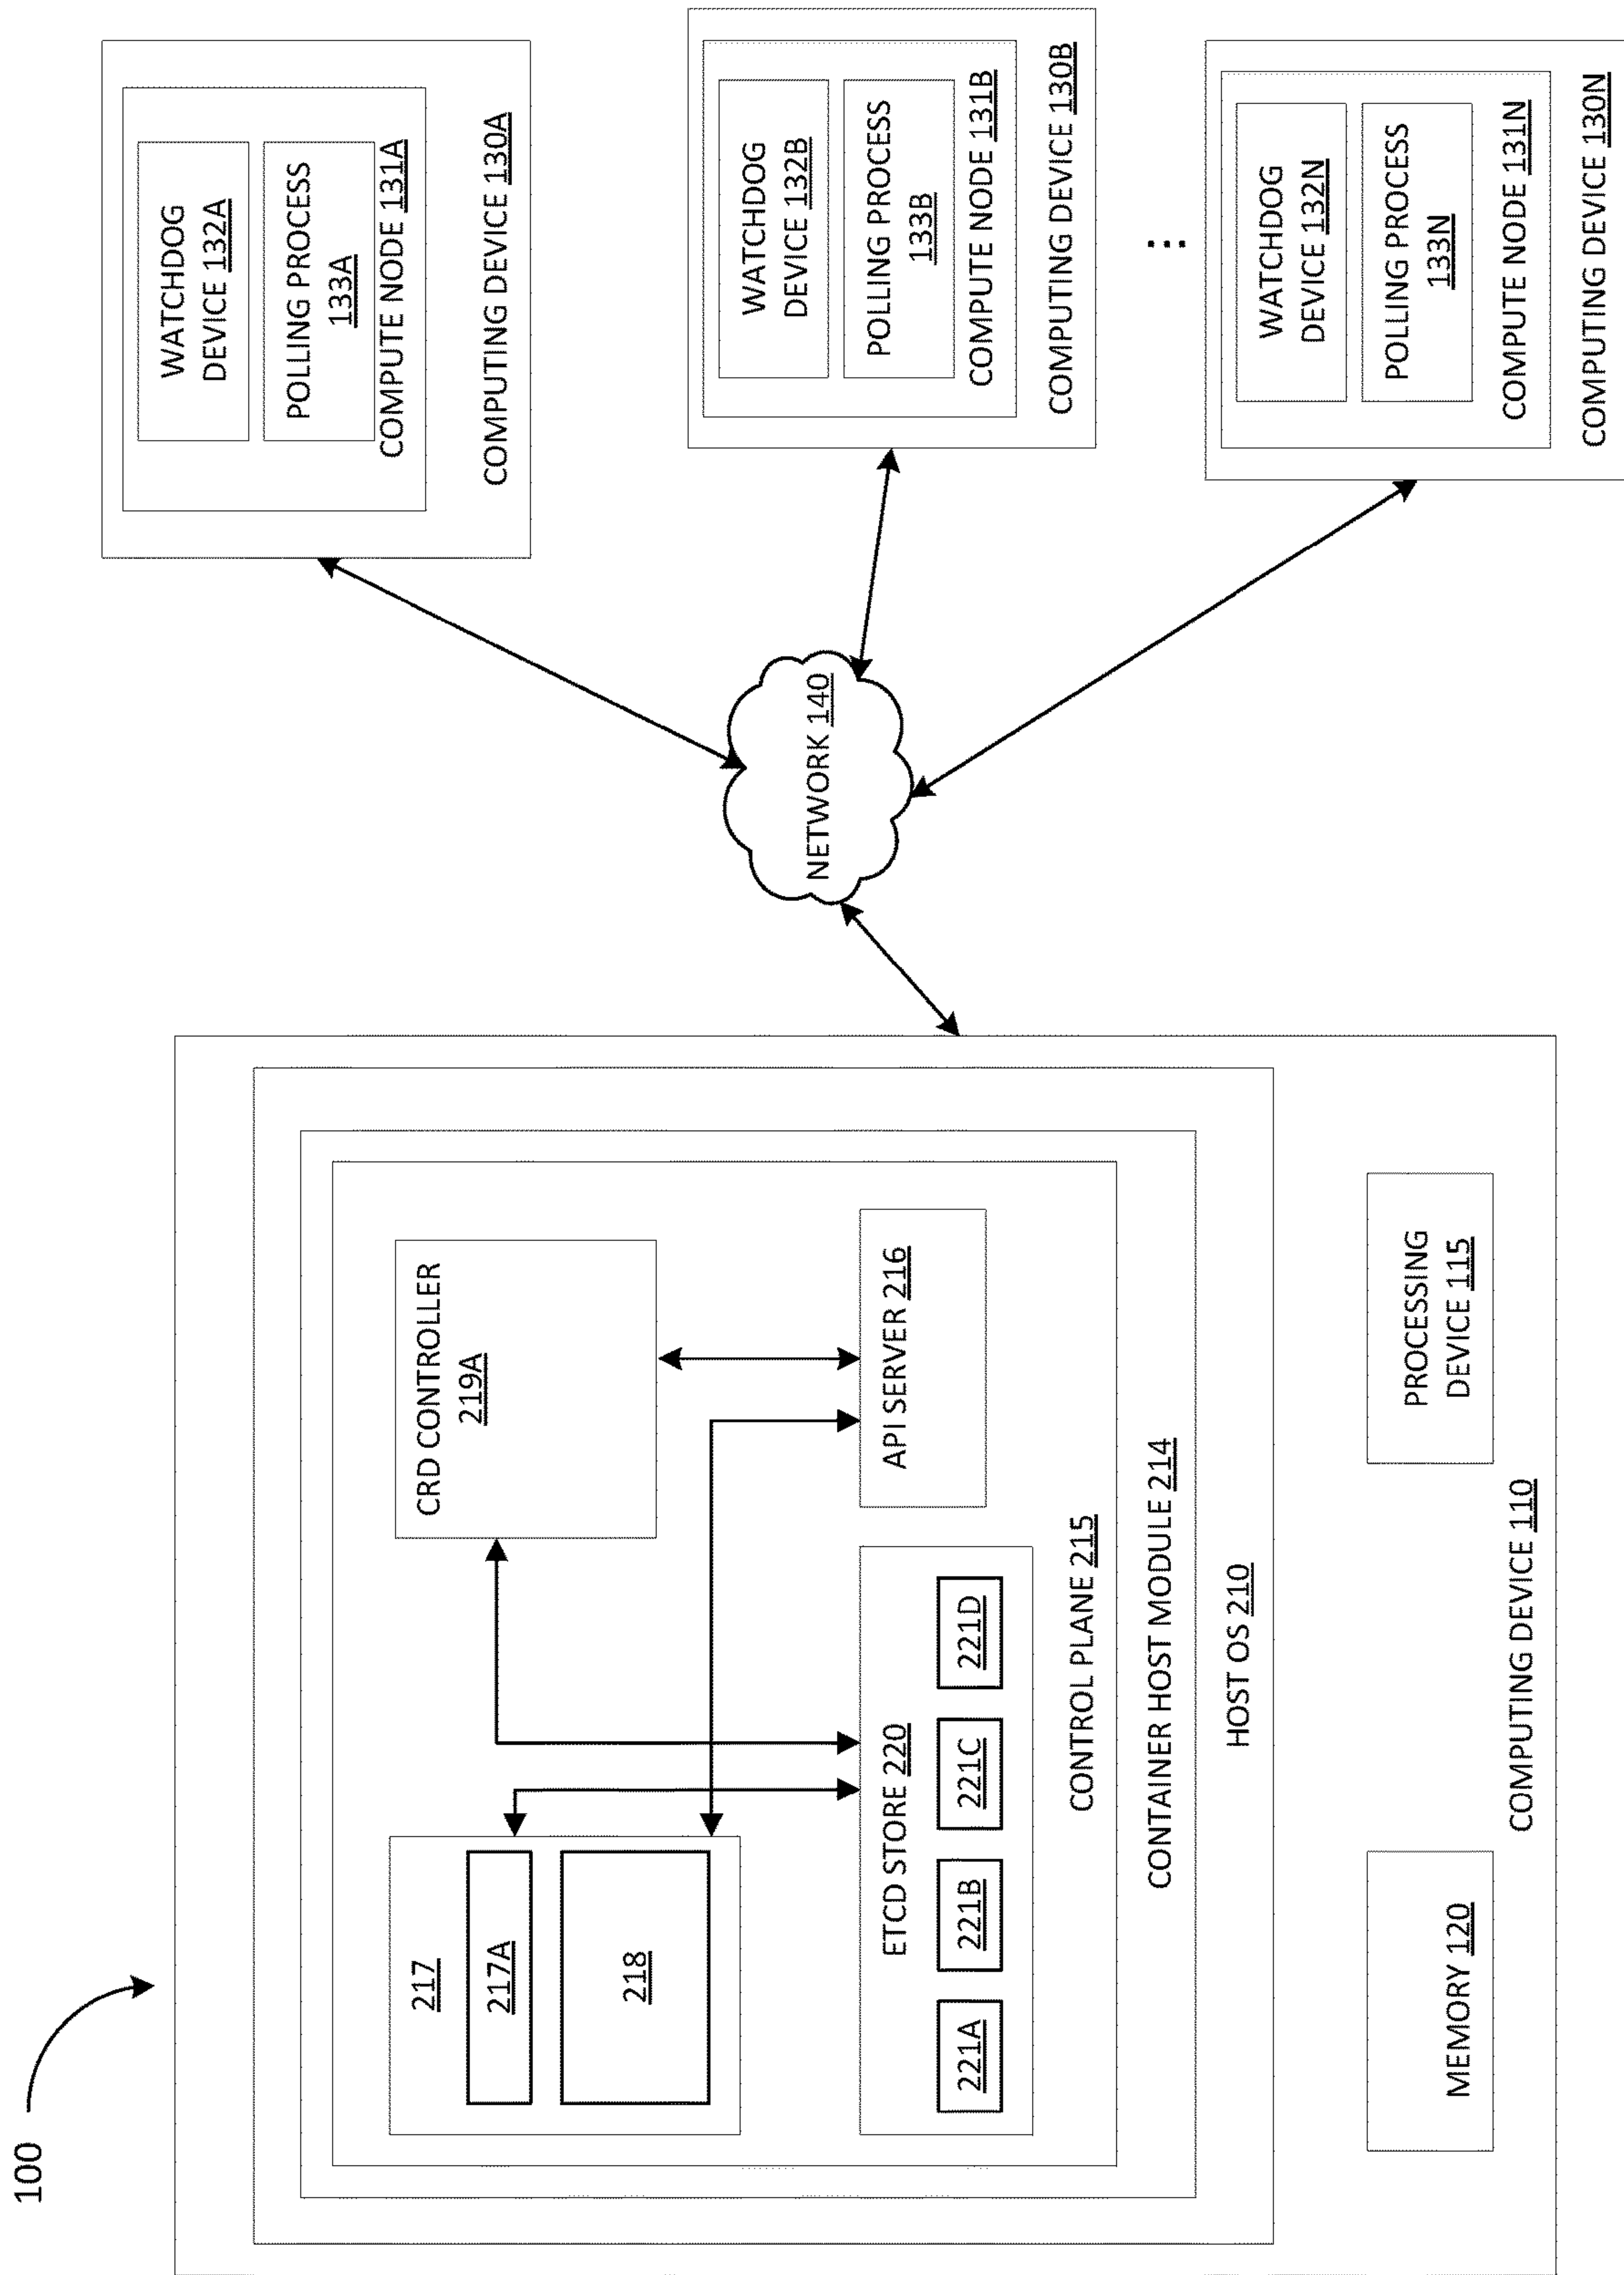 100
217
217A
218
CRD CONTROLLER
219A
ETCD STORE 220
221A
221B
221C
221D
API SERVER 216
CONTROL PLANE 215
CONTAINER HOST MODULE 214
HOST OS 210
MEMORY 120
PROCESSING
DEVICE 115
COMPUTING DEVICE 110
NETWORK 140
WATCHDOG
DEVICE 132A
POLLING PROCESS
133A
COMPUTE NODE 131A
COMPUTING DEVICE 130A
WATCHDOG
DEVICE 132B
POLLING PROCESS
133B
COMPUTE NODE 131B
COMPUTING DEVICE 130B
...
WATCHDOG
DEVICE 132N
POLLING PROCESS
133N
COMPUTE NODE 131N
COMPUTING DEVICE 130N